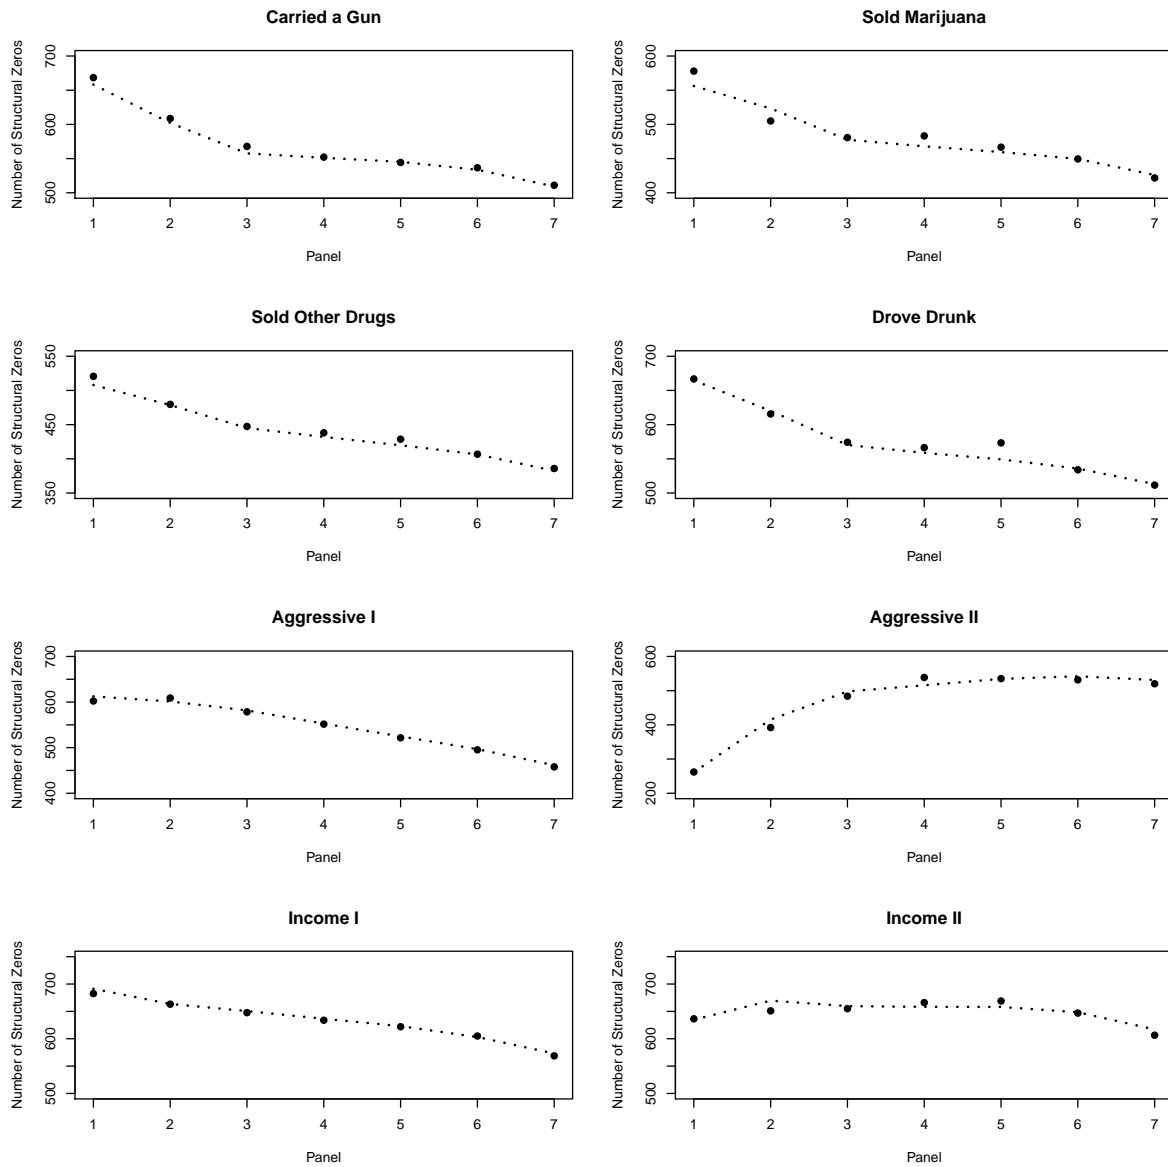 Carried a Gun
Number of Structural Zeros
700
600
500
1 2 3 4 5 6 7
Panel
Sold Marijuana
Number of Structural Zeros
600
500
400
1 2 3 4 5 6 7
Panel
Sold Other Drugs
Number of Structural Zeros
550
450
350
1 2 3 4 5 6 7
Panel
Drove Drunk
Number of Structural Zeros
700
600
500
1 2 3 4 5 6 7
Panel
Aggressive I
Number of Structural Zeros
700
600
500
400
1 2 3 4 5 6 7
Panel
Aggressive II
Number of Structural Zeros
600
400
200
1 2 3 4 5 6 7
Panel
Income I
Number of Structural Zeros
700
600
500
1 2 3 4 5 6 7
Panel
Income II
Number of Structural Zeros
700
600
500
1 2 3 4 5 6 7
Panel